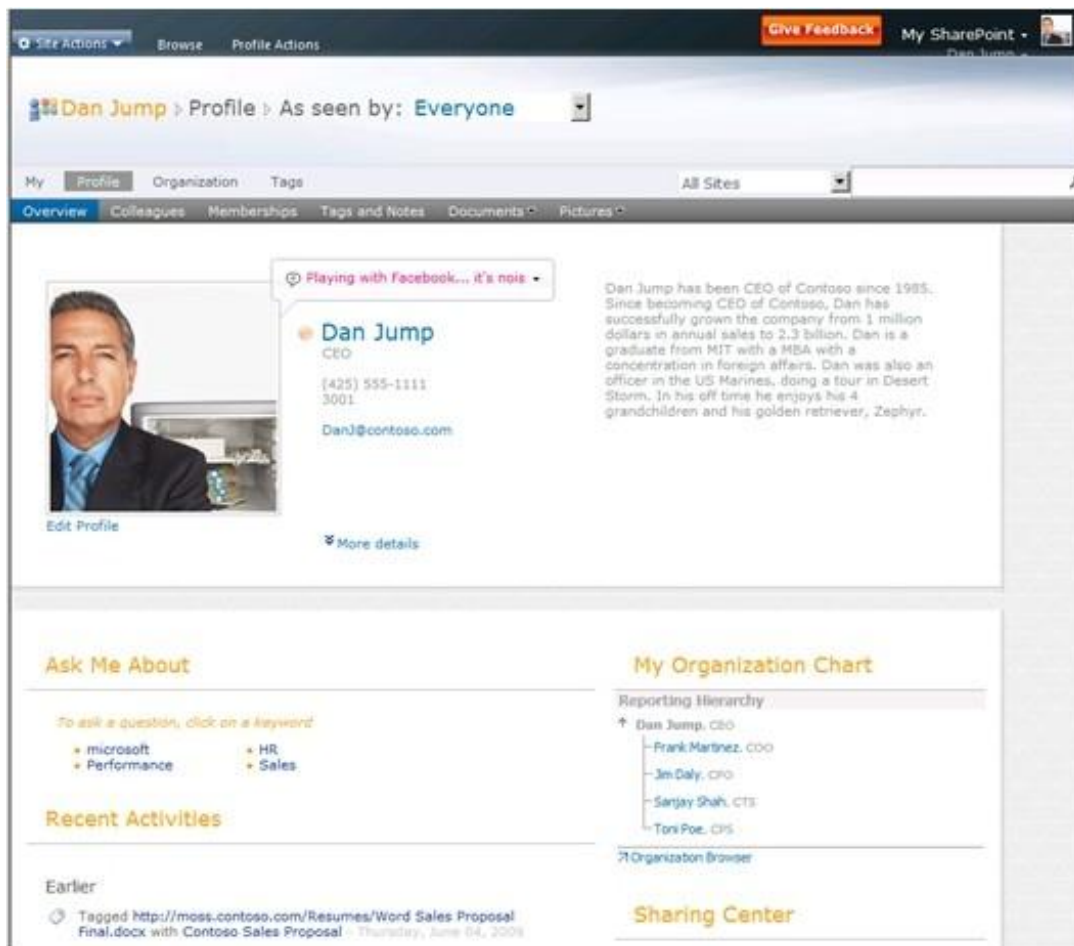 Site Actions Browse Profile Actions Give Feedback My SharePoint
Dan Jump
Dan Jump Profile As seen by: Everyone
My Profile Organization Tags All Sites
Overview Colleagues Memberships Tags and Notes Documents Pictures
Playing with Facebook... it's nois
Dan Jump
CEO
(425) 555-1111
3001
DanJ@contoso.com
Edit Profile
More details
Dan Jump has been CEO of Contoso since 1985.
Since becoming CEO of Contoso, Dan has
successfully grown the company from 1 million
dollars in annual sales to 2.3 billion. Dan is a
graduate from MIT with a MBA with a
concentration in foreign affairs. Dan was also an
officer in the US Marines, doing a tour in Desert
Storm. In his off time he enjoys his 4
grandchildren and his golden retriever, Zephyr.
Ask Me About
To ask a question, click on a keyword
microsoft HR
Performance Sales
Recent Activities
Earlier
Tagged http://moss.contoso.com/Resumes/Word Sales Proposal
Final.docx with Contoso Sales Proposal - Thursday, June 04, 2009
My Organization Chart
Reporting Hierarchy
Dan Jump, CEO
Frank Martinez, COO
Jim Daly, CFO
Sanjay Shah, CTS
Toni Poe, CPS
Organization Browser
Sharing Center